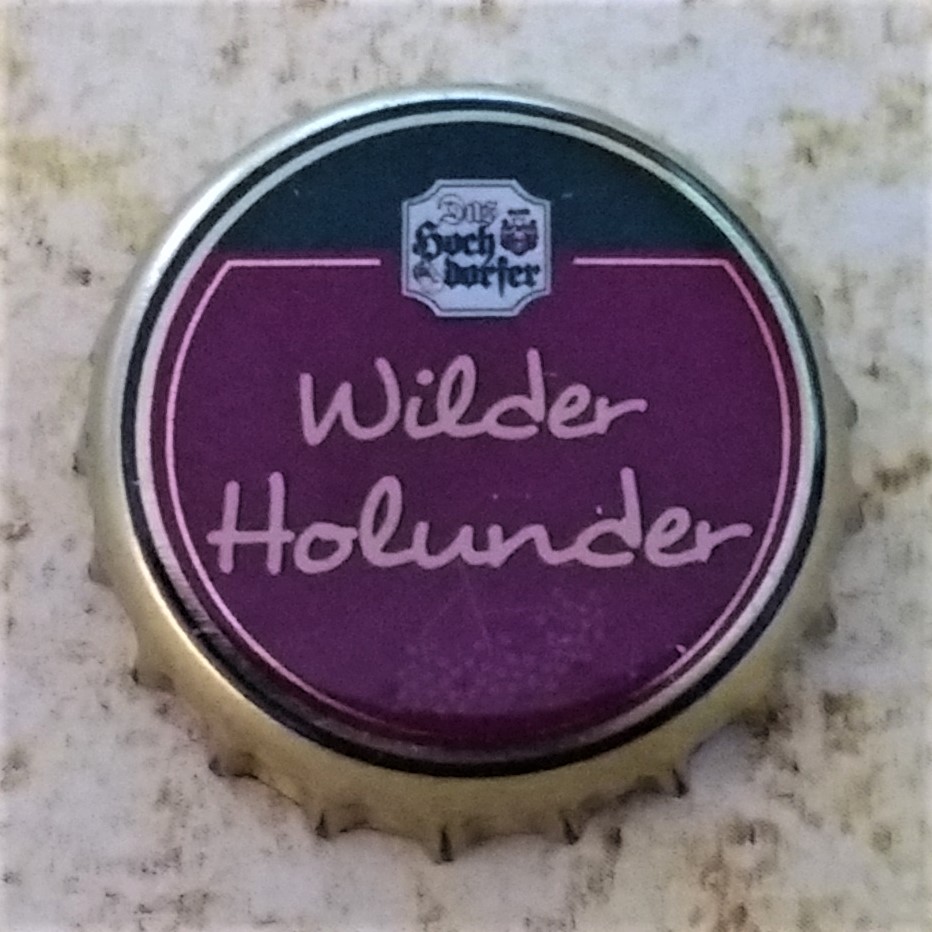 Das
Hoch
dorfer
Wilder
Holunder